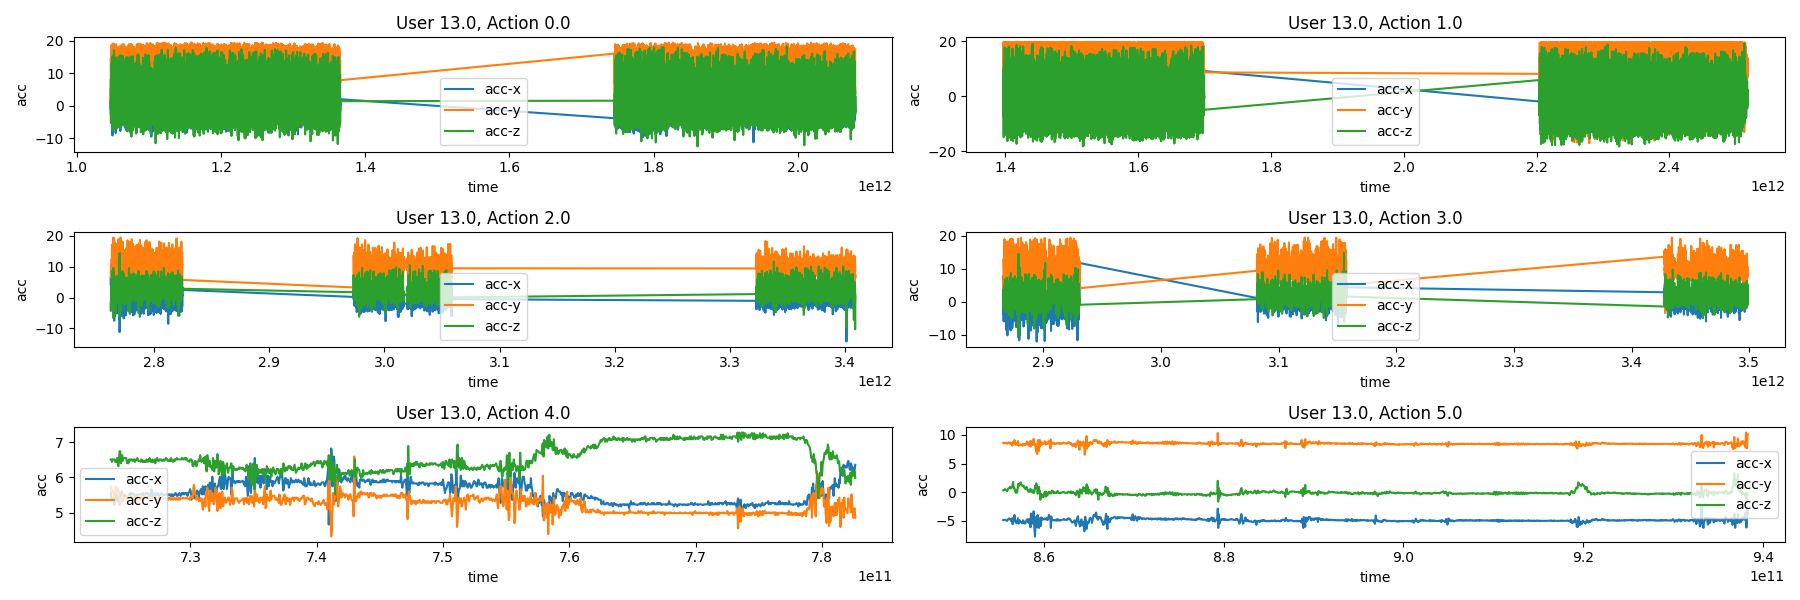 User 13.0, Action 0.0
20
10
0
−10
acc
acc-x
acc-y
acc-z
1.0 1.2 1.4 1.6 1.8 2.0
time
1e12
User 13.0, Action 1.0
20
0
−20
acc
acc-x
acc-y
acc-z
1.4 1.6 1.8 2.0 2.2 2.4
time
1e12
User 13.0, Action 2.0
20
10
0
−10
acc
acc-x
acc-y
acc-z
2.8 2.9 3.0 3.1 3.2 3.3 3.4
time
1e12
User 13.0, Action 3.0
20
10
0
−10
acc
acc-x
acc-y
acc-z
2.9 3.0 3.1 3.2 3.3 3.4 3.5
time
1e12
User 13.0, Action 4.0
7
6
5
acc
acc-x
acc-y
acc-z
7.3 7.4 7.5 7.6 7.7 7.8
time
1e11
User 13.0, Action 5.0
10
5
0
−5
acc
acc-x
acc-y
acc-z
8.6 8.8 9.0 9.2 9.4
time
1e11